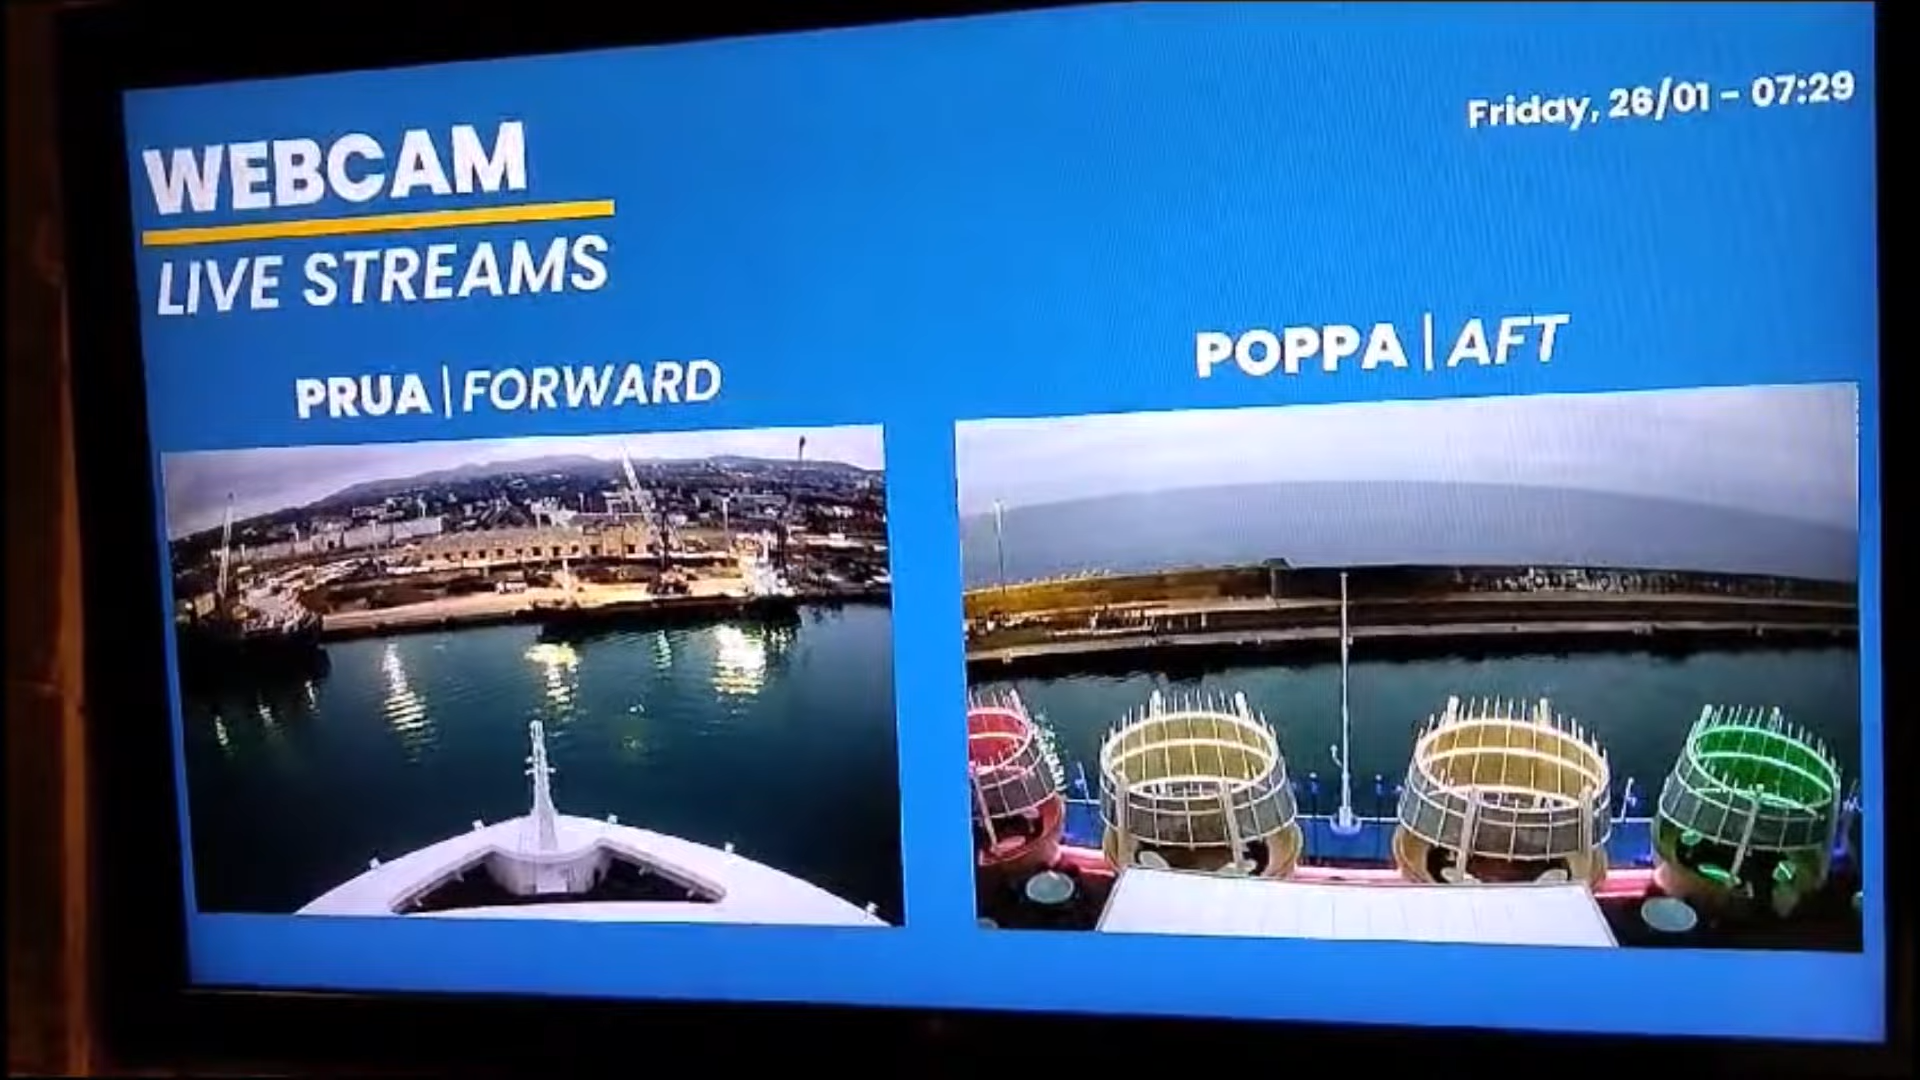 Friday, 26/01 - 07:29
WEBCAM
LIVE STREAMS
PRUA | FORWARD
POPPA | AFT